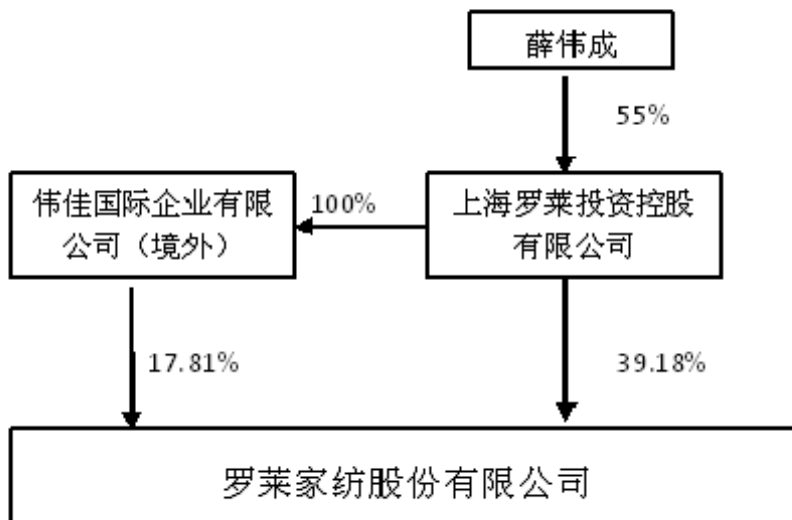 薛伟成
55%
伟佳国际企业有限
公司（境外）
100%
上海罗莱投资控股
有限公司
17.81%
39.18%
罗莱家纺股份有限公司